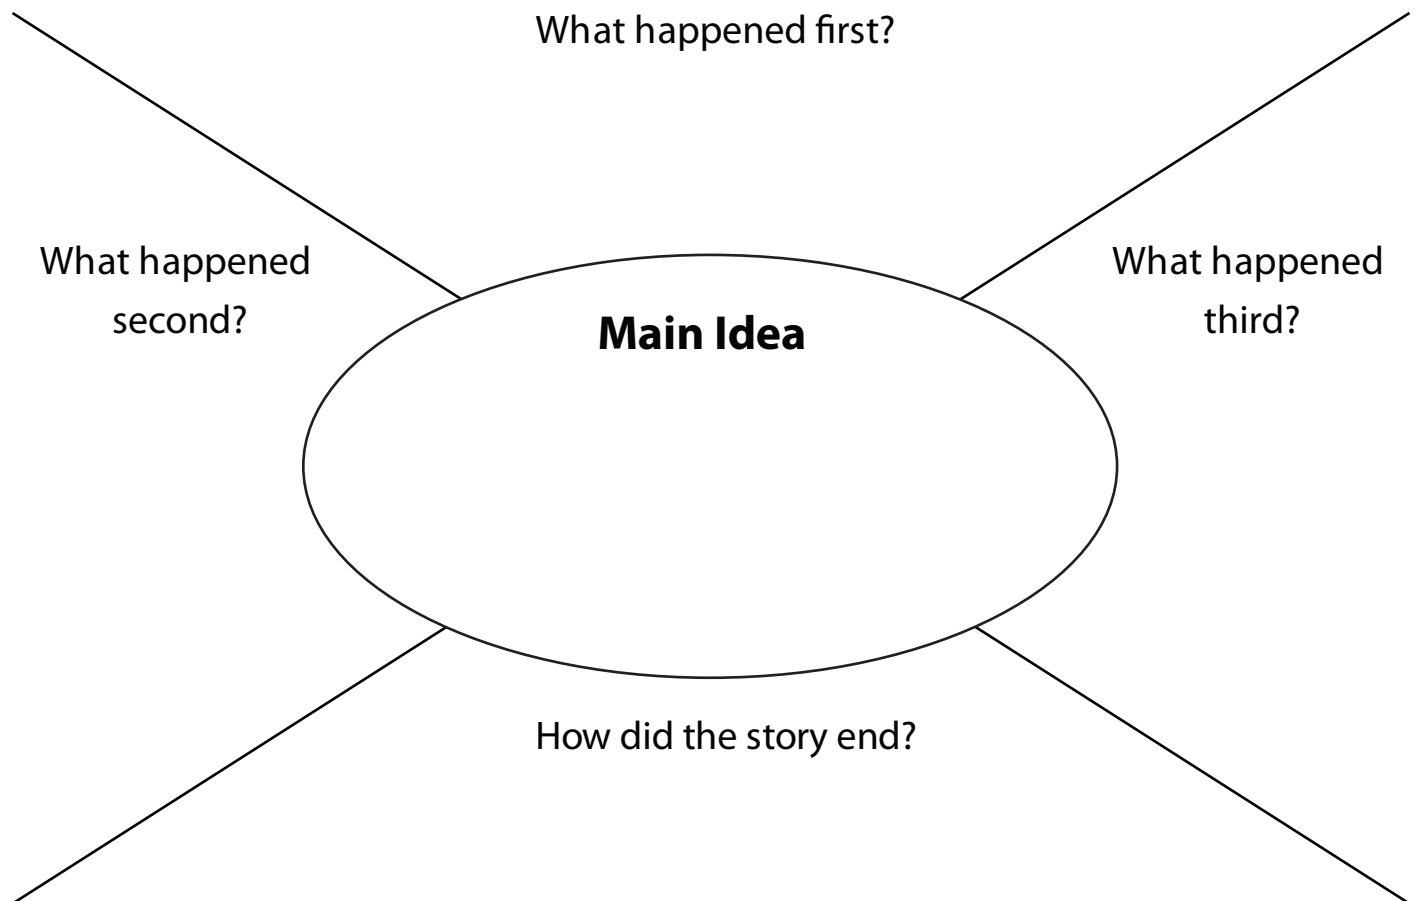 What happened first?
What happened
second?
What happened
third?
Main Idea
How did the story end?